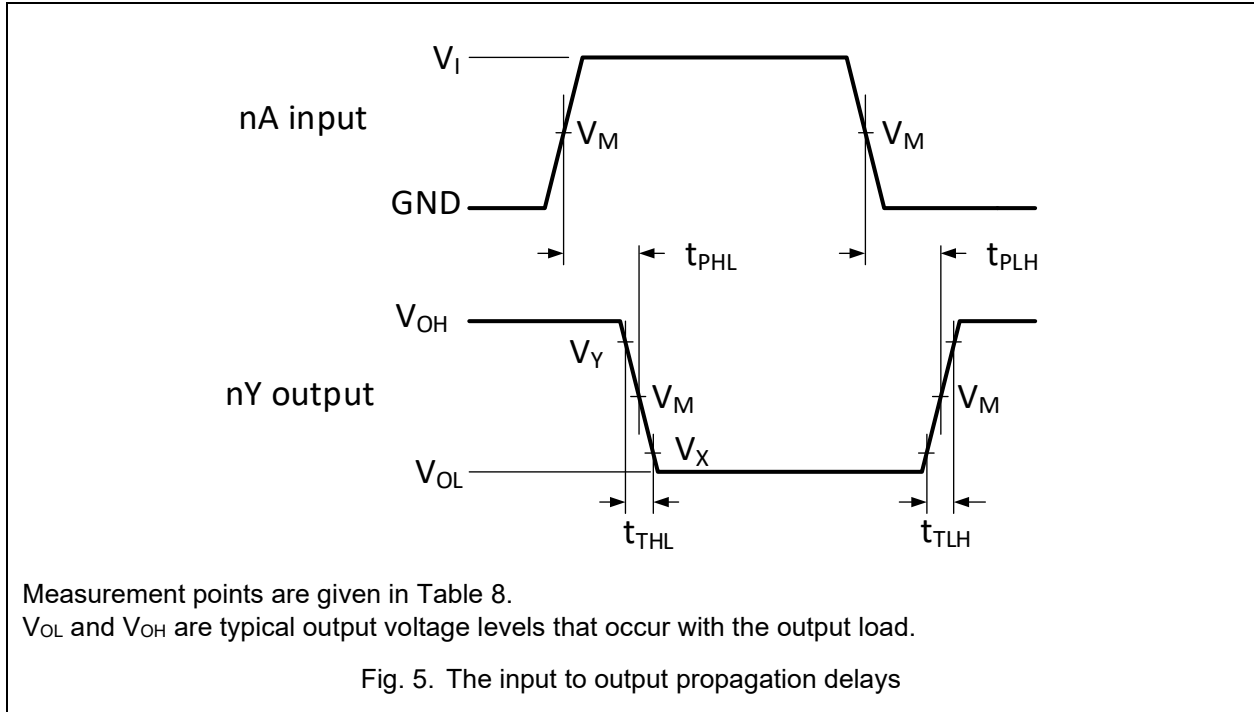 V_I
nA input
V_M
V_M
GND
t_PHL
t_PLH
V_OH
V_Y
nY output
V_M
V_M
V_X
V_OL
t_THL
t_TLH
Measurement points are given in Table 8.
V_OL and V_OH are typical output voltage levels that occur with the output load.
Fig. 5. The input to output propagation delays